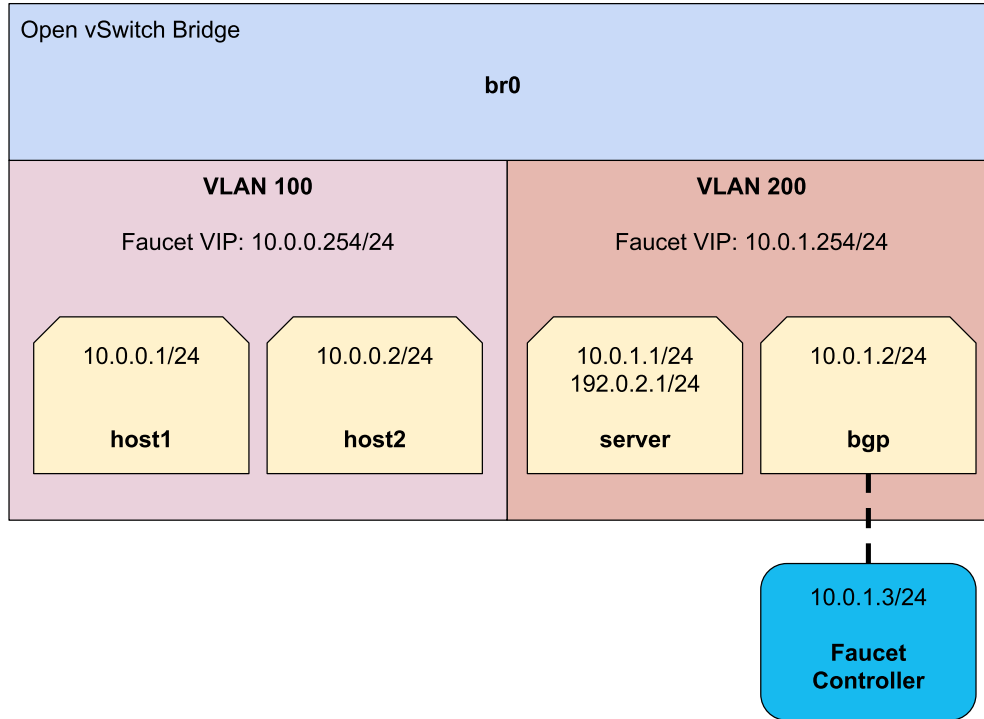 Open vSwitch Bridge
br0
VLAN 100
Faucet VIP: 10.0.0.254/24
10.0.0.1/24
host1
10.0.0.2/24
host2
VLAN 200
Faucet VIP: 10.0.1.254/24
10.0.1.1/24
192.0.2.1/24
server
10.0.1.2/24
bgp
10.0.1.3/24
Faucet
Controller